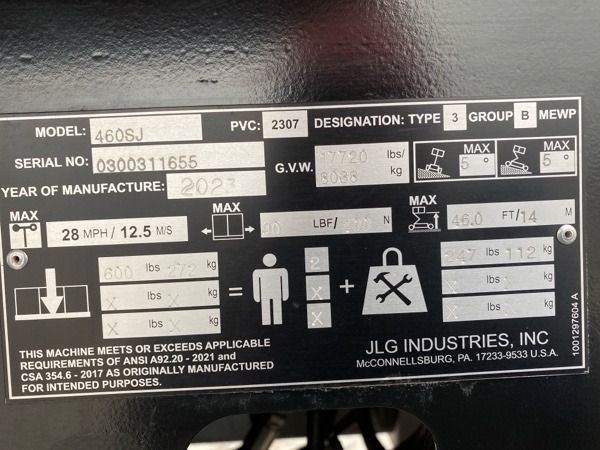 MODEL: 460SJ PVC: 2307 DESIGNATION: TYPE 3 GROUP B MEWP
SERIAL NO: 0300311655 G.V.W. 17720 lbs/ 8038 kg MAX 5 ° MAX 5 °
YEAR OF MANUFACTURE: 2023
MAX 28 MPH / 12.5 M/S MAX 90 LBF/ N MAX 46.0 FT/ 14 M
600 lbs 272 kg = 2 + 247 lbs 112 kg
X lbs X kg X X lbs X kg
X lbs X kg X X lbs X kg
THIS MACHINE MEETS OR EXCEEDS APPLICABLE
REQUIREMENTS OF ANSI A92.20 - 2021 and
CSA 354.6 - 2017 AS ORIGINALLY MANUFACTURED
FOR INTENDED PURPOSES.
JLG INDUSTRIES, INC
McCONNELLSBURG, PA. 17233-9533 U.S.A.
1001297604 A